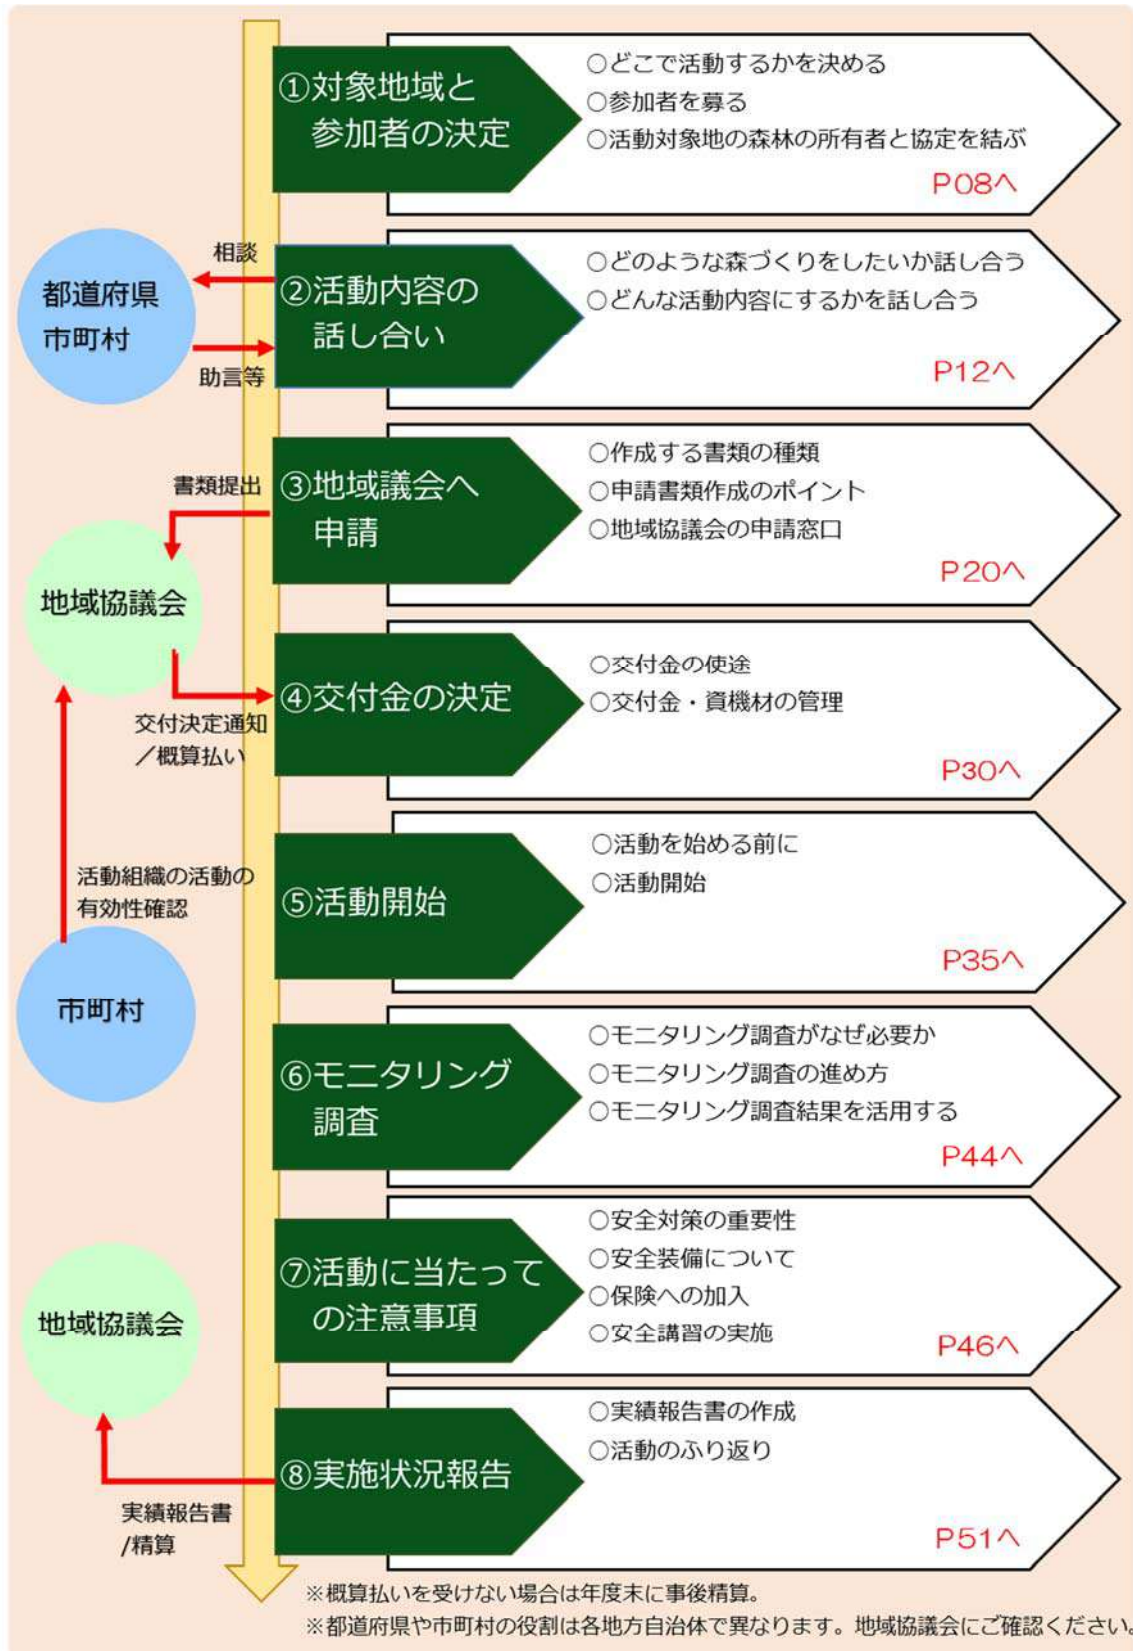 ①対象地域と
参加者の決定
○どこで活動するかを決める
○参加者を募る
○活動対象地の森林の所有者と協定を結ぶ
P08へ
都道府県
市町村
相談
助言等
②活動内容の
話し合い
○どのような森づくりをしたいか話し合う
○どんな活動内容にするかを話し合う
P12へ
書類提出
③地域議会へ
申請
○作成する書類の種類
○申請書類作成のポイント
○地域協議会の申請窓口
P20へ
地域協議会
交付決定通知
／概算払い
④交付金の決定
○交付金の使途
○交付金・資機材の管理
P30へ
活動組織の活動の
有効性確認
市町村
⑤活動開始
○活動を始める前に
○活動開始
P35へ
⑥モニタリング
調査
○モニタリング調査がなぜ必要か
○モニタリング調査の進め方
○モニタリング調査結果を活用する
P44へ
⑦活動に当たって
の注意事項
○安全対策の重要性
○安全装備について
○保険への加入
○安全講習の実施
P46へ
地域協議会
実績報告書
/精算
⑧実施状況報告
○実績報告書の作成
○活動のふり返り
P51へ
※概算払いを受けない場合は年度末に事後精算。
※都道府県や市町村の役割は各地方自治体で異なります。地域協議会にご確認ください。